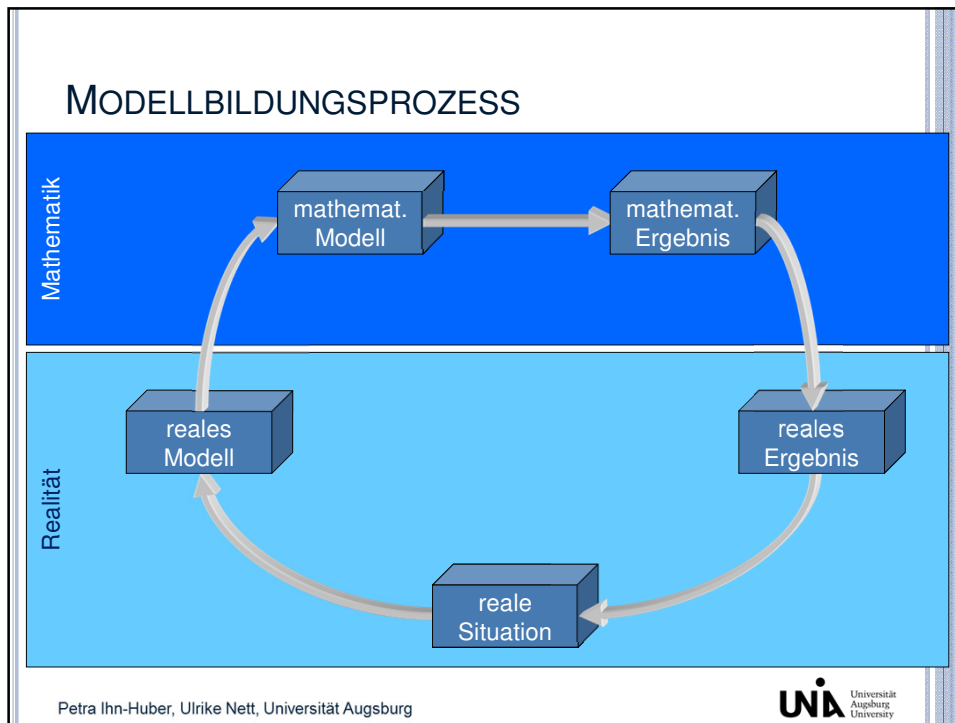 MODELLBILDUNGSPROZESS
Mathematik
mathemat.
Modell
mathemat.
Ergebnis
Realität
reales
Modell
reales
Ergebnis
reale
Situation
Petra Ihn-Huber, Ulrike Nett, Universität Augsburg
UNIA
Universität
Augsburg
University